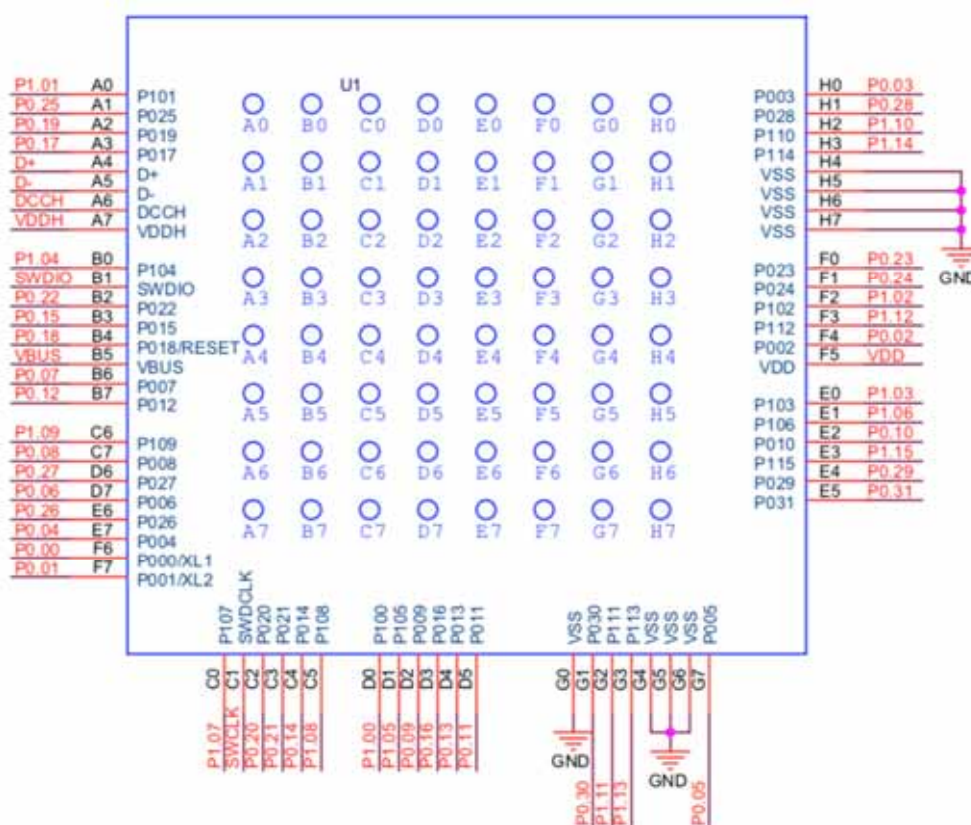 U1
P1.01 A0 P101
P0.25 A1 P025
P0.19 A2 P019
P0.17 A3 P017
D+ A4 D+
D- A5 D-
DCCH A6 DCCH
VDDH A7 VDDH
P1.04 B0 P104
SWDIO B1 SWDIO
P0.22 B2 P022
P0.15 B3 P015
P0.18 B4 P018/RESET
VBUS B5 VBUS
P0.07 B6 P007
P0.12 B7 P012
P1.09 C6 P109
P0.08 C7 P008
P0.27 D6 P027
P0.06 D7 P006
P0.26 E6 P026
P0.04 E7 P004
P0.00 F6 P000/XL1
P0.01 F7 P001/XL2
A0 B0 C0 D0 E0 F0 G0 H0
A1 B1 C1 D1 E1 F1 G1 H1
A2 B2 C2 D2 E2 F2 G2 H2
A3 B3 C3 D3 E3 F3 G3 H3
A4 B4 C4 D4 E4 F4 G4 H4
A5 B5 C5 D5 E5 F5 G5 H5
A6 B6 C6 D6 E6 F6 G6 H6
A7 B7 C7 D7 E7 F7 G7 H7
P003 H0 P0.03
P028 H1 P0.28
P110 H2 P1.10
P114 H3 P1.14
VSS H4
VSS H5
VSS H6
VSS H7
GND
P023 F0 P0.23
P024 F1 P0.24
P102 F2 P1.02
P112 F3 P1.12
P002 F4 P0.02
VDD F5 VDD
P103 E0 P1.03
P106 E1 P1.06
P010 E2 P0.10
P115 E3 P1.15
P029 E4 P0.29
P031 E5 P0.31
P107 SWDCLK P020 P021 P014 P108
C0 C1 C2 C3 C4 C5
P1.07 SWCLK P0.20 P0.21 P0.14 P1.08
P100 P105 P009 P016 P013 P011
D0 D1 D2 D3 D4 D5
P1.00 P1.05 P0.09 P0.16 P0.13 P0.11
VSS P030 P111 P113 VSS VSS VSS P005
G0 G1 G2 G3 G4 G5 G6 G7
GND
GND
P0.30 P1.11 P1.13 P0.05